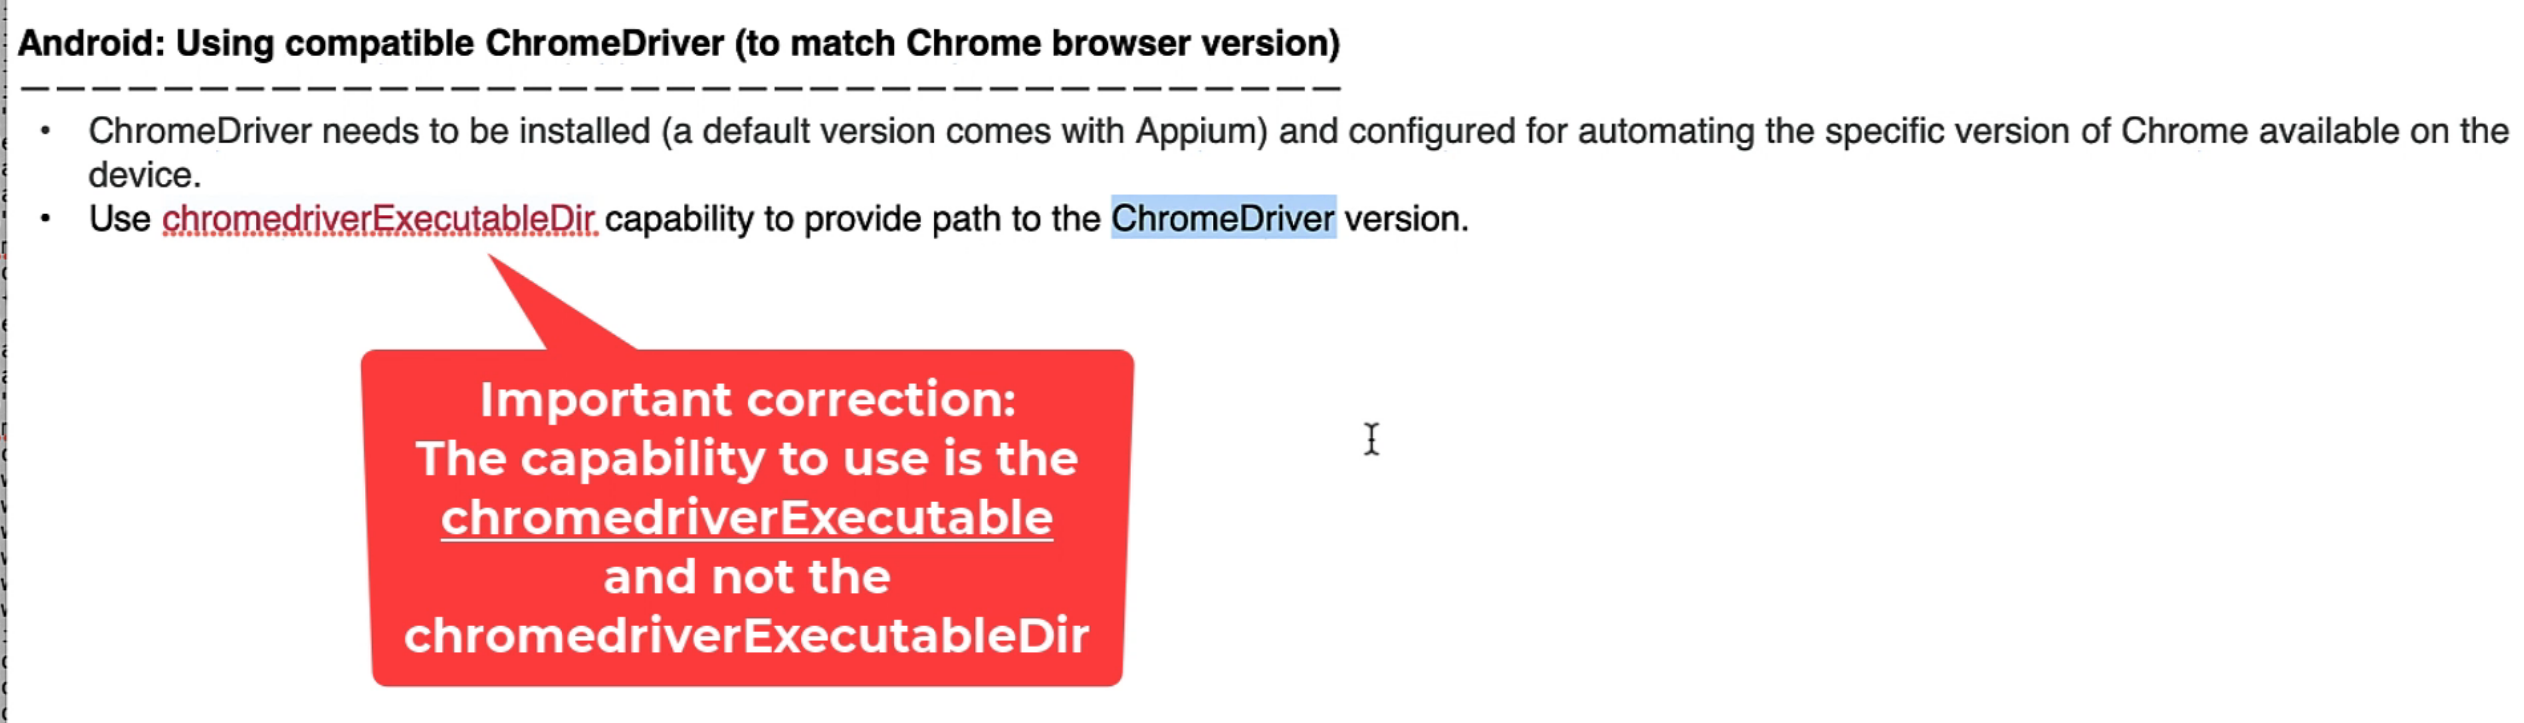 Android: Using compatible ChromeDriver (to match Chrome browser version)
— — — — — — — — — — — — — — — — — — — — — — — — — — — — — — — — — — — — —
• ChromeDriver needs to be installed (a default version comes with Appium) and configured for automating the specific version of Chrome available on the
device.
• Use chromedriverExecutableDir capability to provide path to the ChromeDriver version.
Important correction:
The capability to use is the
chromedriverExecutable
and not the
chromedriverExecutableDir